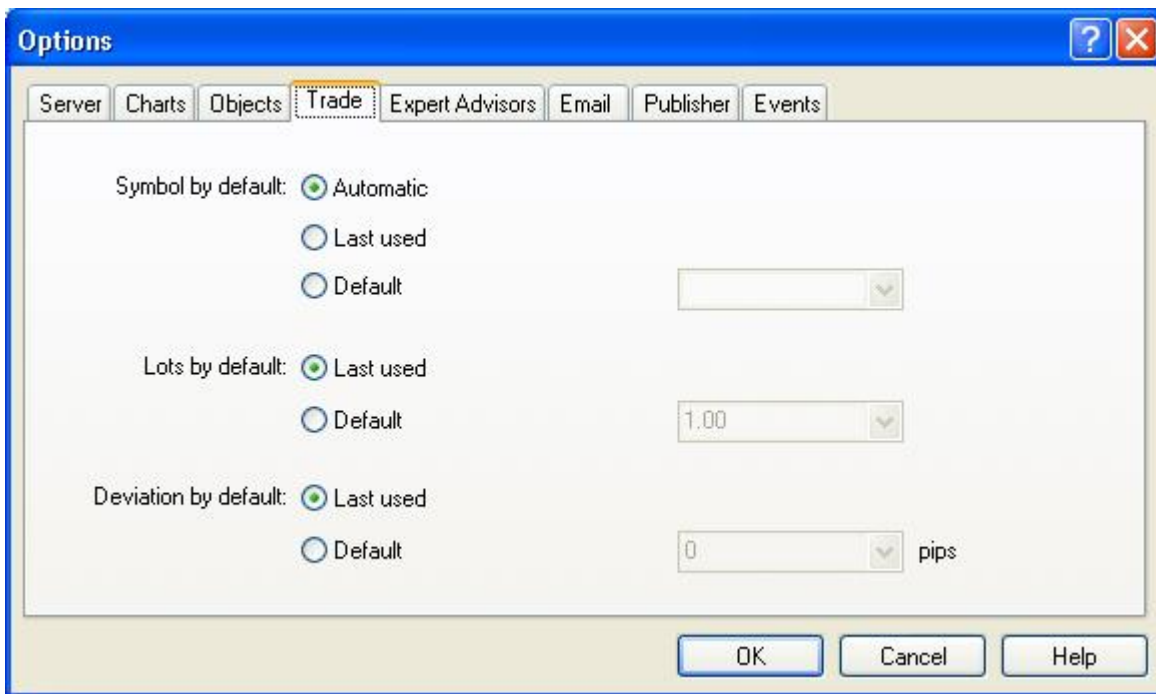 Options
Server Charts Objects Trade Expert Advisors Email Publisher Events
Symbol by default: Automatic
Last used
Default
Lots by default: Last used
Default 1.00
Deviation by default: Last used
Default 0 pips
OK Cancel Help